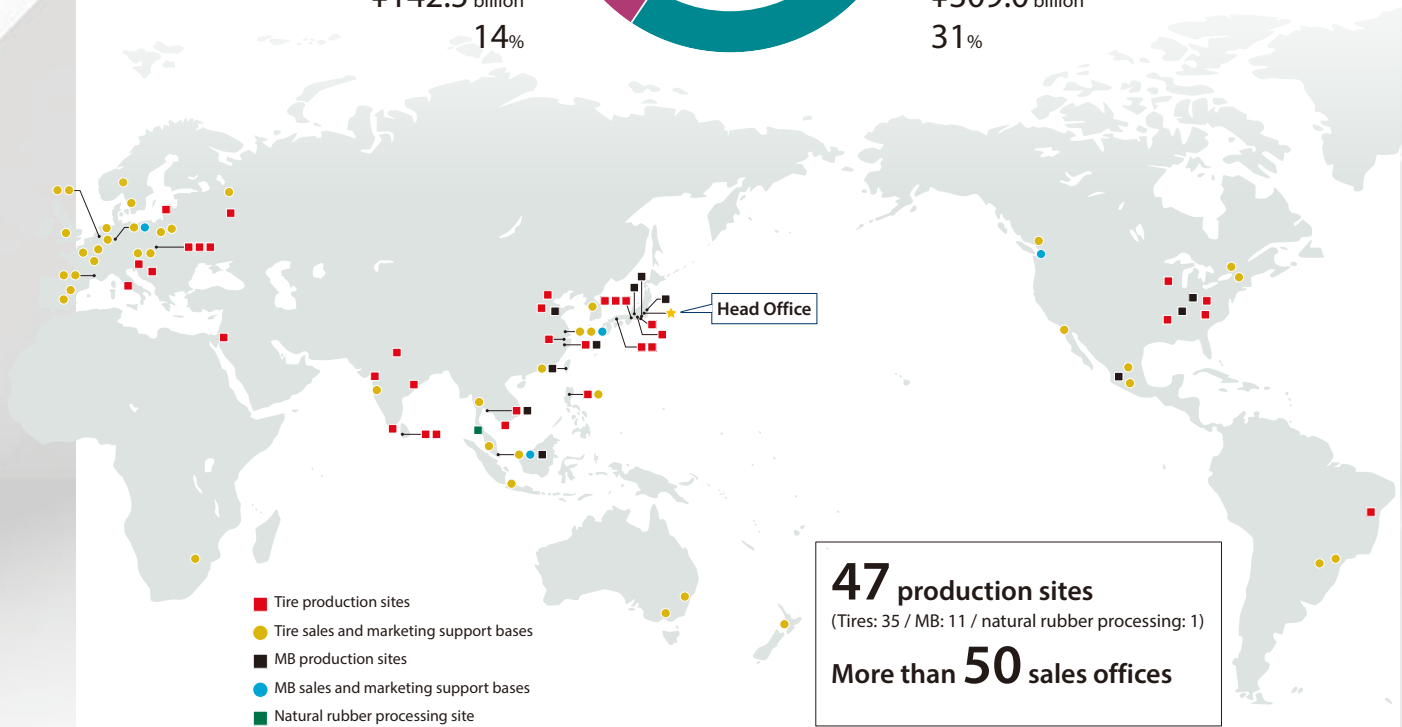 billion
14%
billion
31%
Head Office
Tire production sites
Tire sales and marketing support bases
MB production sites
MB sales and marketing support bases
Natural rubber processing site
47 production sites
(Tires: 35 / MB: 11 / natural rubber processing: 1)
More than 50 sales offices